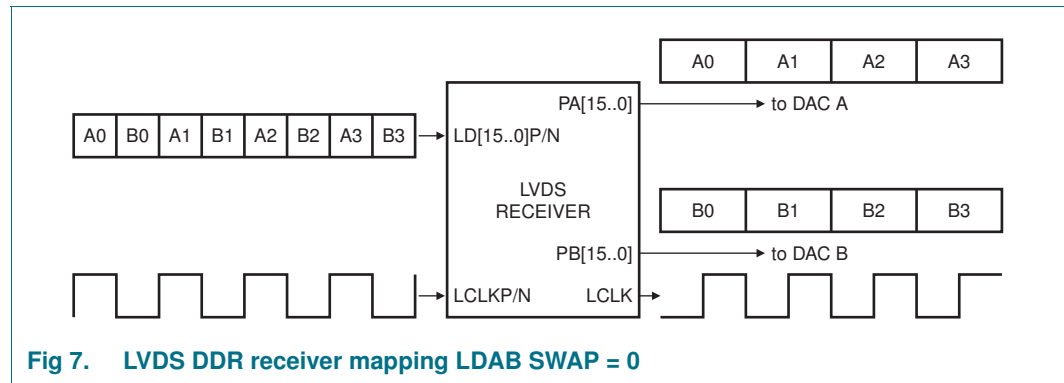 A0 A1 A2 A3
PA[15..0] to DAC A
A0 B0 A1 B1 A2 B2 A3 B3 LD[15..0]P/N
LVDS
RECEIVER
B0 B1 B2 B3
PB[15..0] to DAC B
LCLKP/N LCLK
Fig 7. LVDS DDR receiver mapping LDAB SWAP = 0